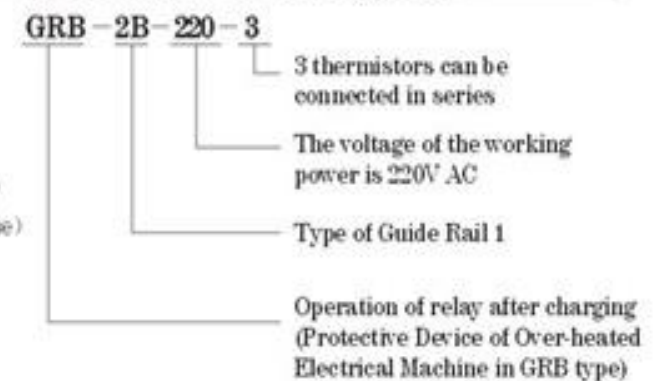 GRB-2B-220-3
3 thermistors can be
connected in series
The voltage of the working
power is 220V AC
e)
Type of Guide Rail 1
Operation of relay after charging
(Protective Device of Over-heated
Electrical Machine in GRB type)